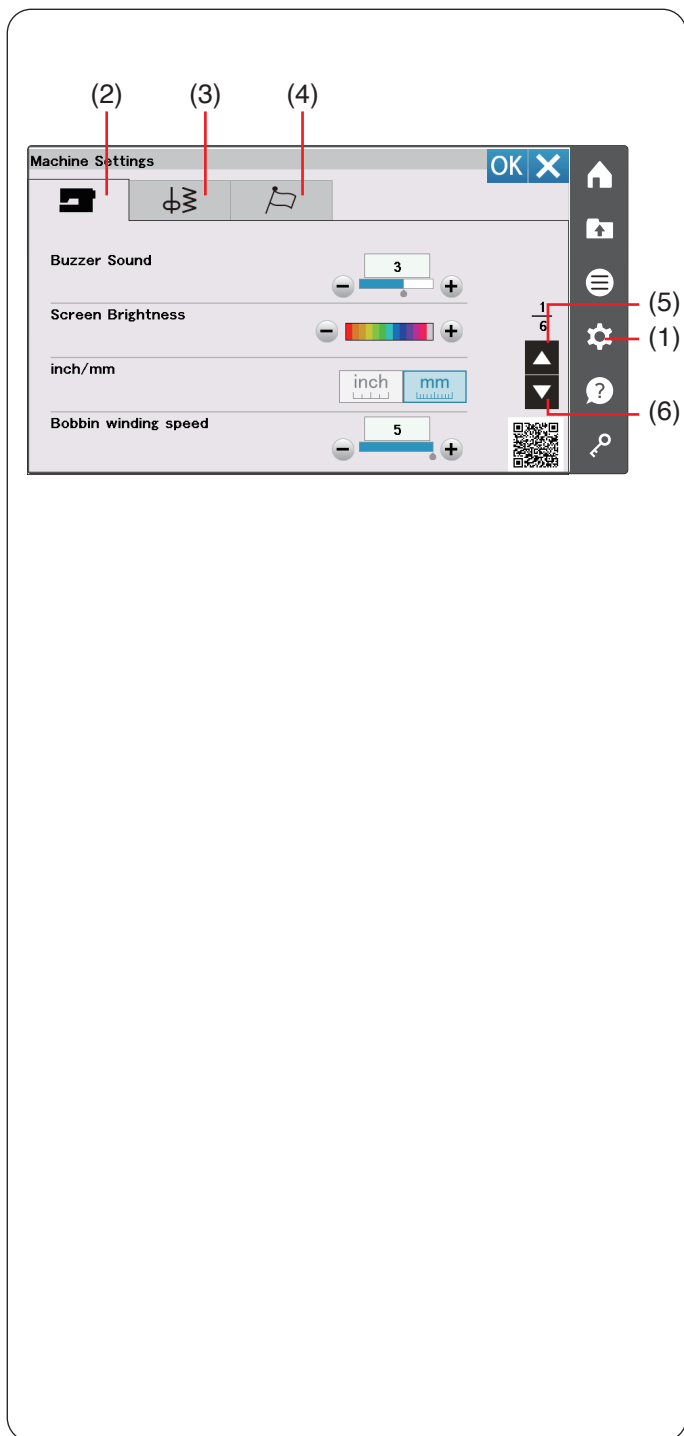 (2) (3) (4)
Machine Settings OK
Buzzer Sound 3
Screen Brightness
1
6
(5)
(1)
inch/mm inch mm
(6)
Bobbin winding speed 5
?